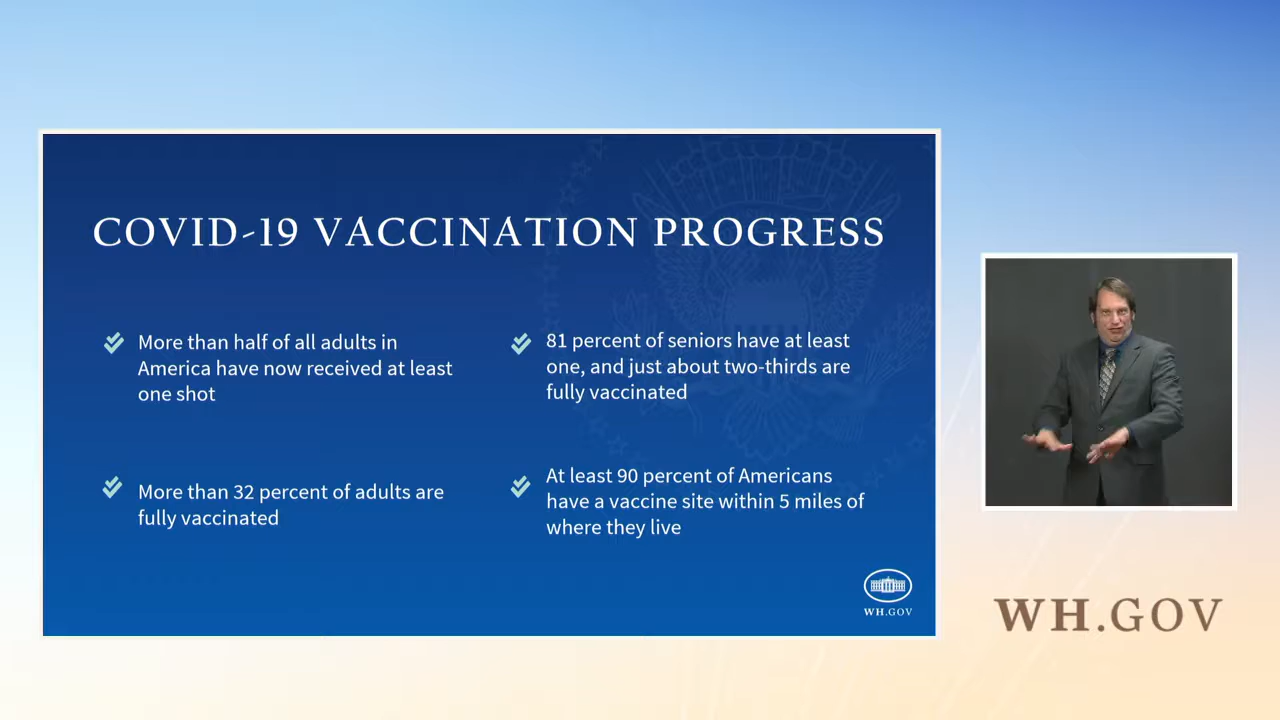 COVID-19 VACCINATION PROGRESS
More than half of all adults in
America have now received at least
one shot
81 percent of seniors have at least
one, and just about two-thirds are
fully vaccinated
More than 32 percent of adults are
fully vaccinated
At least 90 percent of Americans
have a vaccine site within 5 miles of
where they live
WH.GOV
WH.GOV